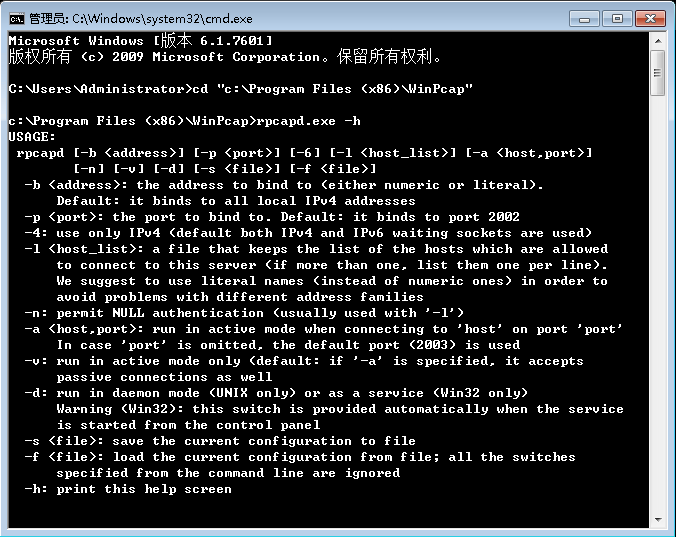 管理员: C:\Windows\system32\cmd.exe
Microsoft Windows [版本 6.1.7601]
版权所有 (c) 2009 Microsoft Corporation。保留所有权利。
C:\Users\Administrator>cd "c:\Program Files (x86)\WinPcap"
c:\Program Files (x86)\WinPcap>rpcapd.exe -h
USAGE:
 rpcapd [-b <address>] [-p <port>] [-6] [-l <host_list>] [-a <host,port>]
        [-n] [-v] [-d] [-s <file>] [-f <file>]
  -b <address>: the address to bind to (either numeric or literal).
      Default: it binds to all local IPv4 addresses
  -p <port>: the port to bind to. Default: it binds to port 2002
  -4: use only IPv4 (default both IPv4 and IPv6 waiting sockets are used)
  -l <host_list>: a file that keeps the list of the hosts which are allowed
      to connect to this server (if more than one, list them one per line).
      We suggest to use literal names (instead of numeric ones) in order to
      avoid problems with different address families
  -n: permit NULL authentication (usually used with '-l')
  -a <host,port>: run in active mode when connecting to 'host' on port 'port'
      In case 'port' is omitted, the default port (2003) is used
  -v: run in active mode only (default: if '-a' is specified, it accepts
      passive connections as well
  -d: run in daemon mode (UNIX only) or as a service (Win32 only)
      Warning (Win32): this switch is provided automatically when the service
      is started from the control panel
  -s <file>: save the current configuration to file
  -f <file>: load the current configuration from file; all the switches
      specified from the command line are ignored
  -h: print this help screen